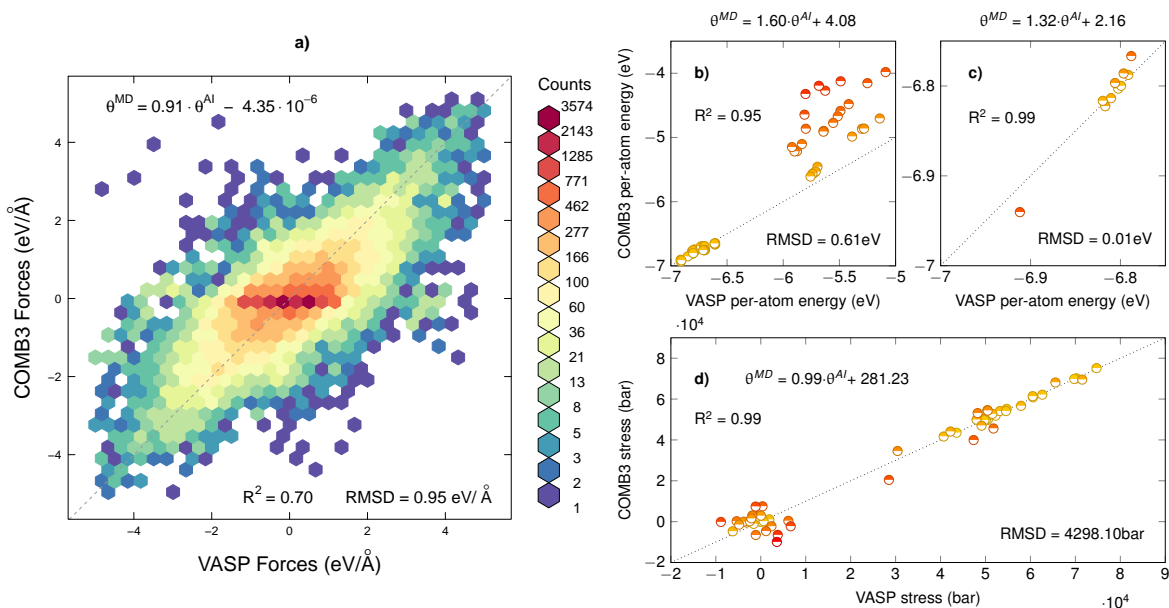 a)
θ^MD = 0.91 · θ^AI − 4.35 · 10^−6
COMB3 Forces (eV/Å)
4
2
0
−2
−4
R² = 0.70 RMSD = 0.95 eV/ Å
−4 −2 0 2 4
VASP Forces (eV/Å)
Counts
3574
2143
1285
771
462
277
166
100
60
36
21
13
8
5
3
2
1
θ^MD = 1.60·θ^AI + 4.08
b)
R² = 0.95
COMB3 per-atom energy (eV)
−4
−5
−6
−7
RMSD = 0.61eV
−7 −6.5 −6 −5.5 −5
VASP per-atom energy (eV)
θ^MD = 1.32·θ^AI + 2.16
c)
R² = 0.99
−6.8
−6.9
−7
RMSD = 0.01eV
−7 −6.9 −6.8
VASP per-atom energy (eV)
·10^4
d) θ^MD = 0.99·θ^AI + 281.23
R² = 0.99
COMB3 stress (bar)
8
6
4
2
0
−2
RMSD = 4298.10bar
−2 −1 0 1 2 3 4 5 6 7 8 9
VASP stress (bar)
·10^4
·10^4